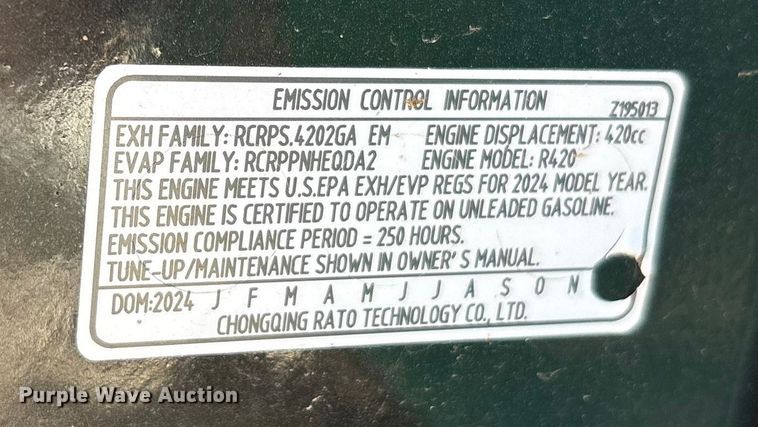 EMISSION CONTROL INFORMATION
Z195013
EXH FAMILY: RCRPS.4202GA EM ENGINE DISPLACEMENT: 420cc
EVAP FAMILY: RCRPPNHEQDA2 ENGINE MODEL: R420
THIS ENGINE MEETS U.S.EPA EXH/EVP REGS FOR 2024 MODEL YEAR.
THIS ENGINE IS CERTIFIED TO OPERATE ON UNLEADED GASOLINE.
EMISSION COMPLIANCE PERIOD = 250 HOURS.
TUNE-UP/MAINTENANCE SHOWN IN OWNER'S MANUAL.
DOM:2024 J F M A M J J A S O N
CHONGQING RATO TECHNOLOGY CO., LTD.
Purple Wave Auction